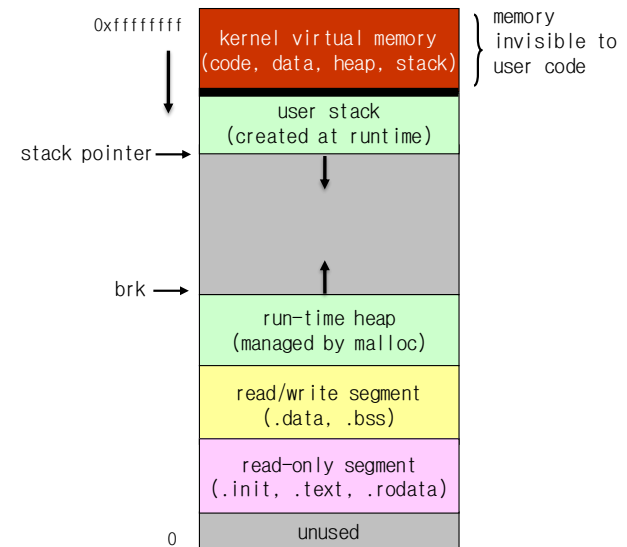 0xffffffff
kernel virtual memory
(code, data, heap, stack)
memory
invisible to
user code
user stack
(created at runtime)
stack pointer
brk
run-time heap
(managed by malloc)
read/write segment
(.data, .bss)
read-only segment
(.init, .text, .rodata)
unused
0